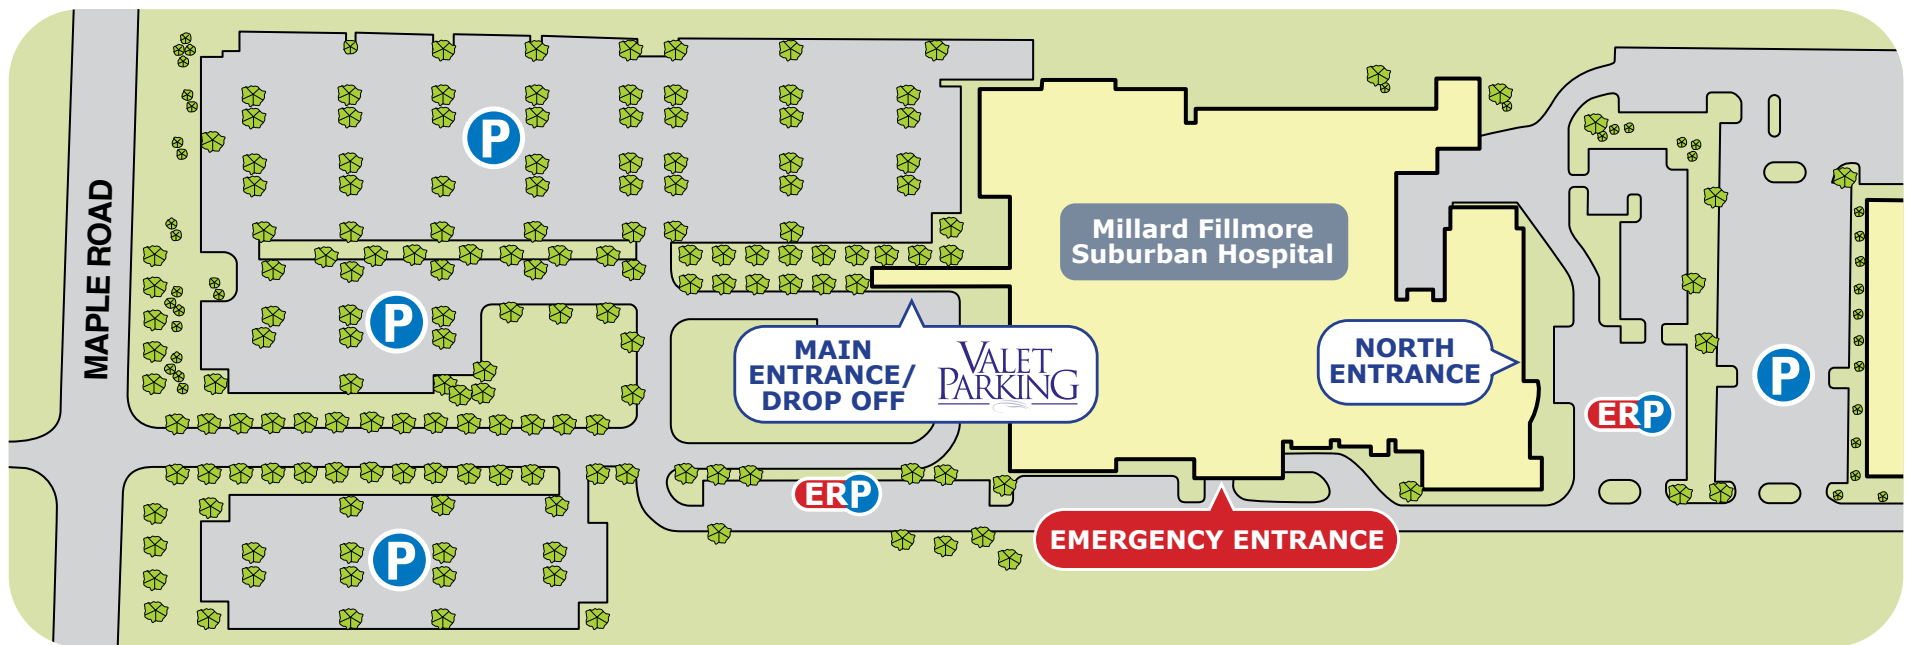 MAPLE ROAD
P
P
P
Millard Fillmore
Suburban Hospital
MAIN
ENTRANCE/
DROP OFF
VALET
PARKING
NORTH
ENTRANCE
P
ERP
ERP
EMERGENCY ENTRANCE